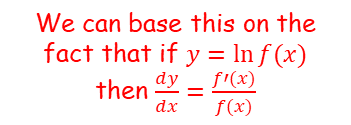 We can base this on the
fact that if y = ln f(x)
then dy/dx = f′(x)/f(x)